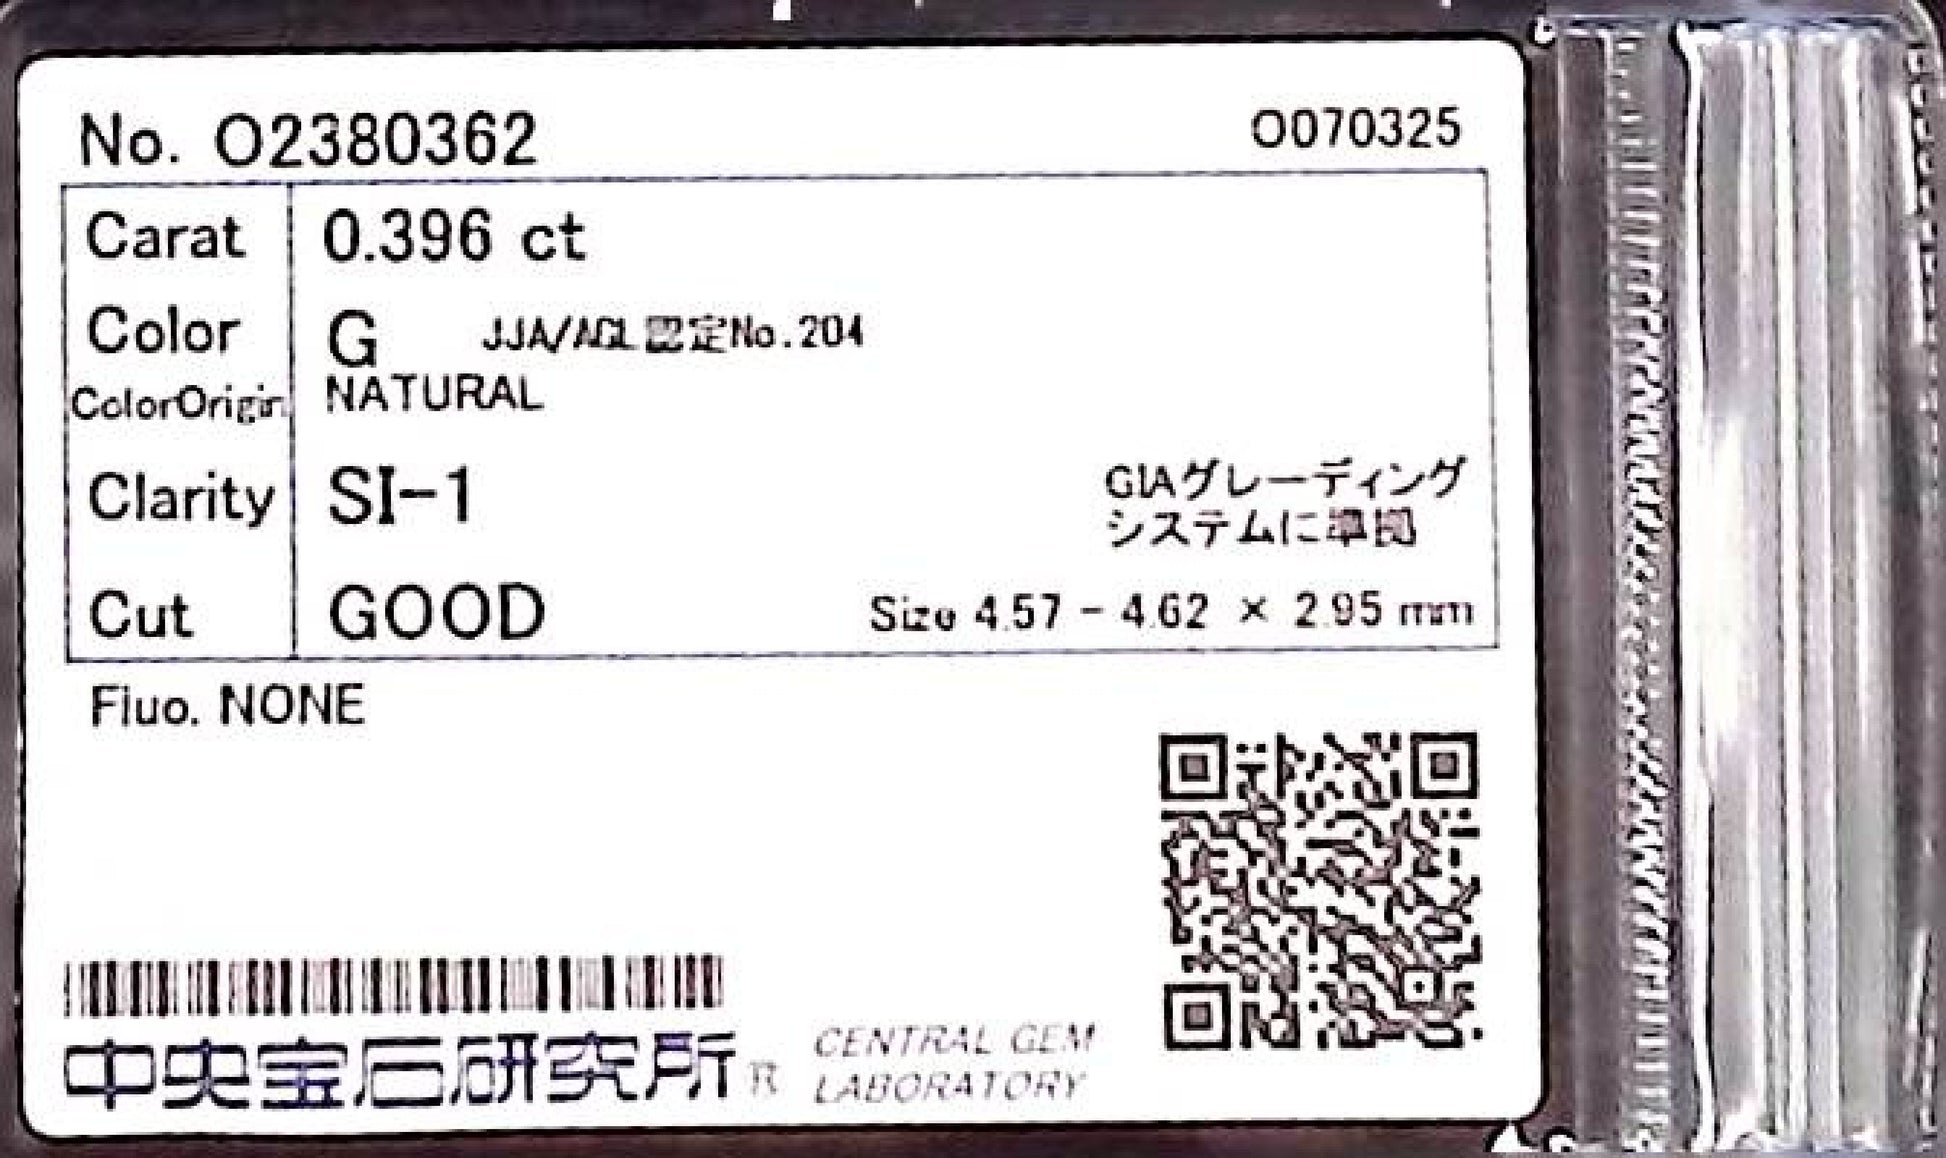 No. O2380362
O070325
Carat 0.396 ct
Color G JJA/AGL認定No.204
ColorOrigin NATURAL
Clarity SI-1
GIAグレーディング
システムに準拠
Cut GOOD
Size 4.57 - 4.62 × 2.95 mm
Fluo. NONE
中央宝石研究所 R
CENTRAL GEM
LABORATORY